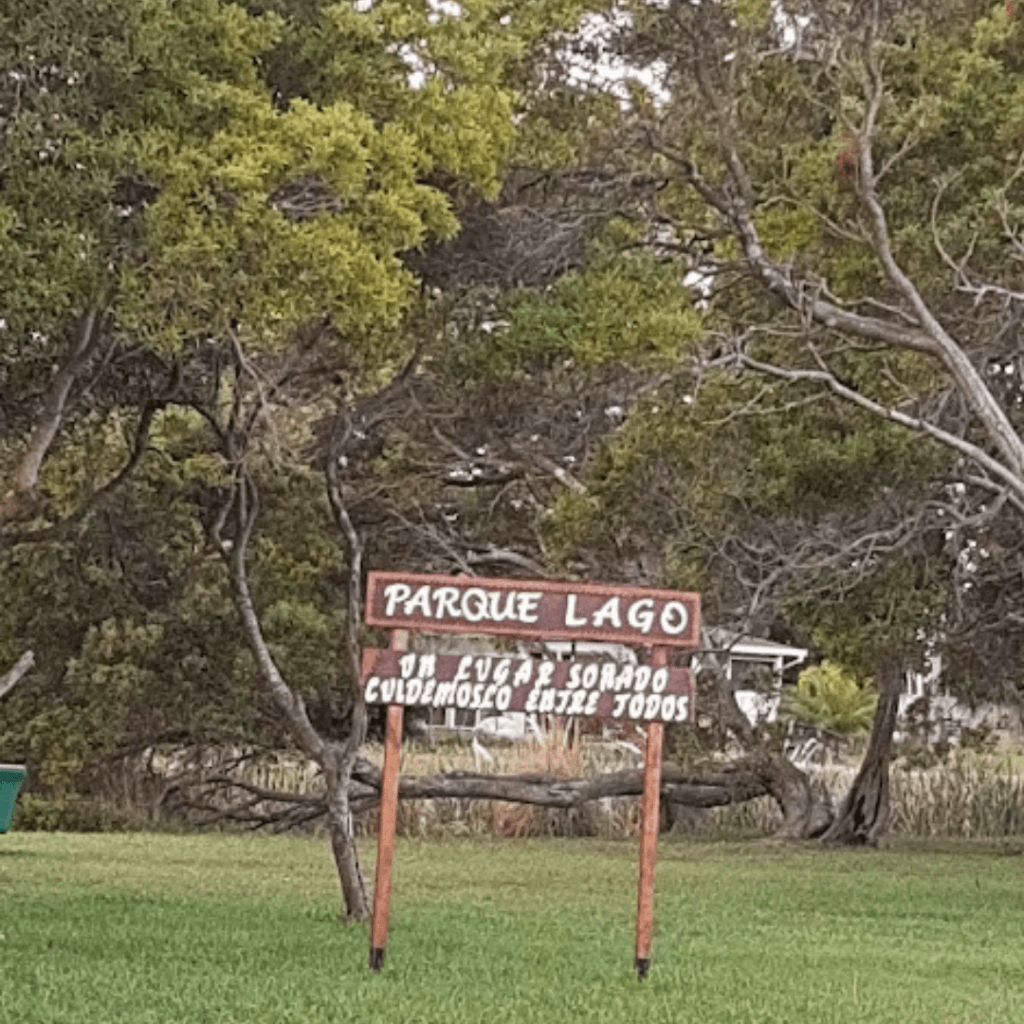 PARQUE LAGO
UN LUGAR SOÑADO
CUIDEMOSLO ENTRE TODOS